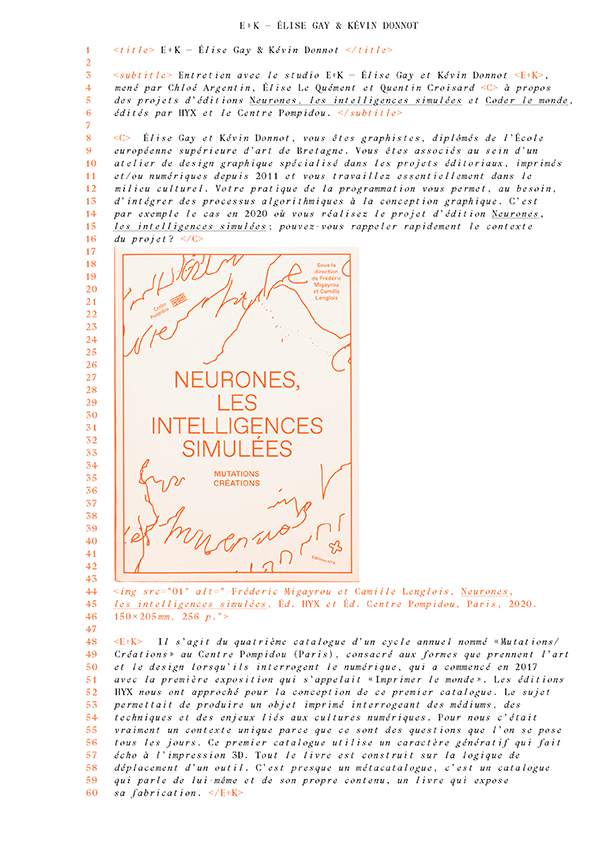 E+K — ÉLISE GAY & KÉVIN DONNOT
1 <title> E+K — Élise Gay & Kévin Donnot </title>
2
3 <subtitle> Entretien avec le studio E+K — Élise Gay et Kévin Donnot <E+K>,
4 mené par Chloé Argentin, Élise Le Quément et Quentin Croisard <C> à propos
5 des projets d'éditions Neurones, les intelligences simulées et Coder le monde,
6 édités par HYX et le Centre Pompidou. </subtitle>
7
8 <C> Élise Gay et Kévin Donnot, vous êtes graphistes, diplômés de l'École
9 européenne supérieure d'art de Bretagne. Vous êtes associés au sein d'un
10 atelier de design graphique spécialisé dans les projets éditoriaux, imprimés
11 et/ou numériques depuis 2011 et vous travaillez essentiellement dans le
12 milieu culturel. Votre pratique de la programmation vous permet, au besoin,
13 d'intégrer des processus algorithmiques à la conception graphique. C'est
14 par exemple le cas en 2020 où vous réalisez le projet d'édition Neurones,
15 les intelligences simulées ; pouvez-vous rappeler rapidement le contexte
16 du projet ? </C>
17
18
19
20
21
22
23
24
25
26
27
28
29
30
31
32
33
34
35
36
37
38
39
40
41
42
43
Centre
Pompidou
Sous la
direction
de Frédéric
Migayrou
et Camille
Lenglois
NEURONES,
LES
INTELLIGENCES
SIMULÉES
MUTATIONS
CRÉATIONS
44 <img src="01" alt=" Fréderic Migayrou et Camille Lenglois, Neurones,
45 les intelligences simulées. Éd. HYX et Éd. Centre Pompidou, Paris, 2020.
46 150×205mm, 256 p.">
47
48 <E+K> Il s'agit du quatrième catalogue d'un cycle annuel nommé «Mutations/
49 Créations» au Centre Pompidou (Paris), consacré aux formes que prennent l'art
50 et le design lorsqu'ils interrogent le numérique, qui a commencé en 2017
51 avec la première exposition qui s'appelait «Imprimer le monde». Les éditions
52 HYX nous ont approché pour la conception de ce premier catalogue. Le sujet
53 permettait de produire un objet imprimé interrogeant des médiums, des
54 techniques et des enjeux liés aux cultures numériques. Pour nous c'était
55 vraiment un contexte unique parce que ce sont des questions que l'on se pose
56 tous les jours. Ce premier catalogue utilise un caractère génératif qui fait
57 écho à l'impression 3D. Tout le livre est construit sur la logique de
58 déplacement d'un outil. C'est presque un métacatalogue, c'est un catalogue
59 qui parle de lui-même et de son propre contenu, un livre qui expose
60 sa fabrication. </E+K>